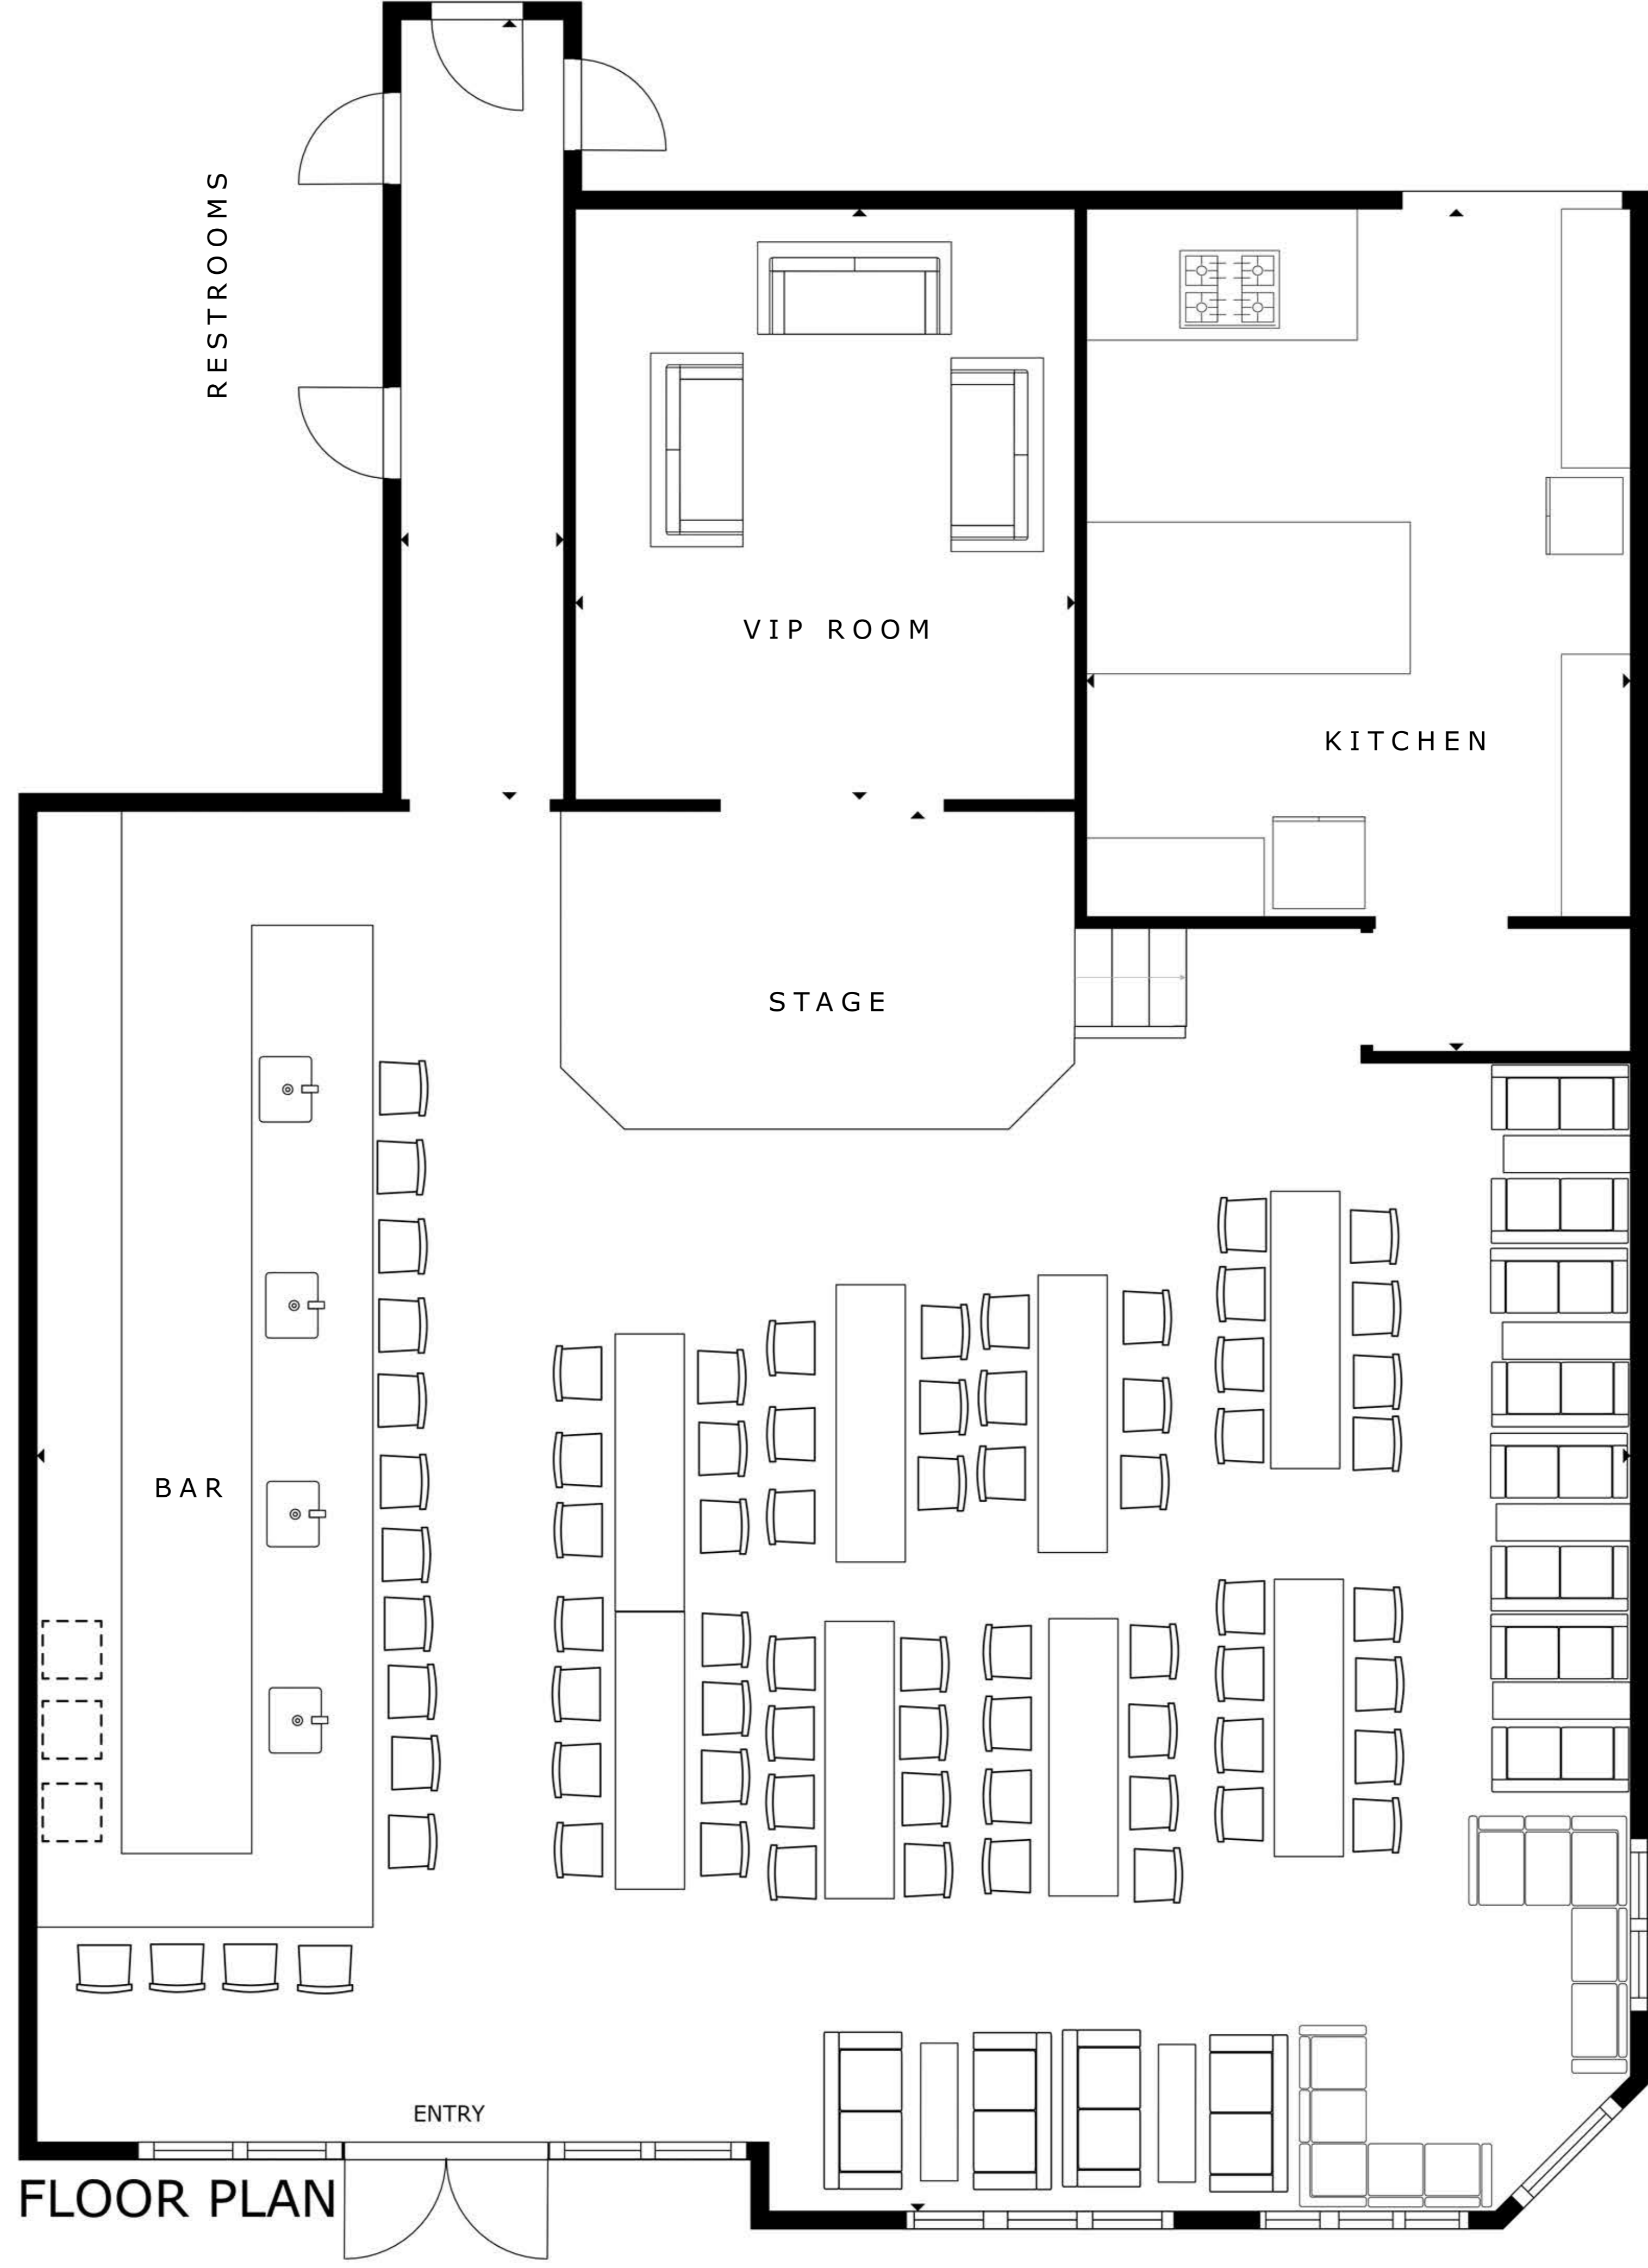 RESTROOMS
VIP ROOM
KITCHEN
STAGE
BAR
ENTRY
FLOOR PLAN